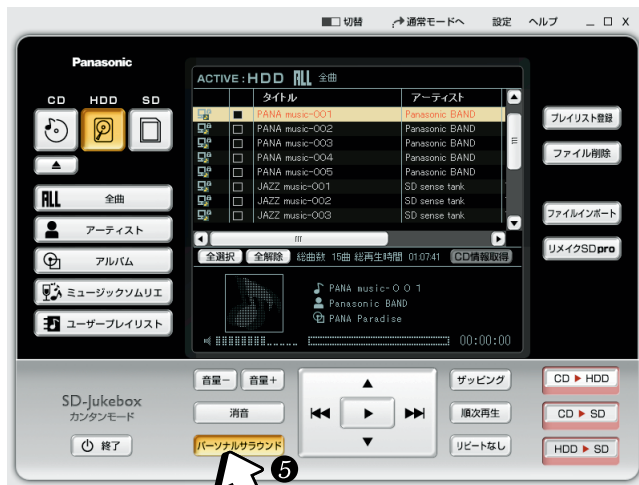 切替 通常モードへ 設定 ヘルプ
Panasonic
CD HDD SD
ACTIVE:HDD ALL 全曲
タイトル アーティスト
PANA music-001 Panasonic BAND
PANA music-002 Panasonic BAND
PANA music-003 Panasonic BAND
PANA music-004 Panasonic BAND
PANA music-005 Panasonic BAND
JAZZ music-001 SD sense tank
JAZZ music-002 SD sense tank
JAZZ music-003 SD sense tank
全選択 全解除 総曲数 15曲 総再生時間 01:07:41 CD情報取得
PANA music-001
Panasonic BAND
PANA Paradise
00:00:00
ALL 全曲
アーティスト
アルバム
ミュージックソムリエ
ユーザープレイリスト
プレイリスト登録
ファイル削除
ファイルインポート
リメイクSDpro
SD-Jukebox
カンタンモード
終了
音量− 音量+
消音
パーソナルサラウンド
5
ザッピング
順次再生
リピートなし
CD ▶ HDD
CD ▶ SD
HDD ▶ SD